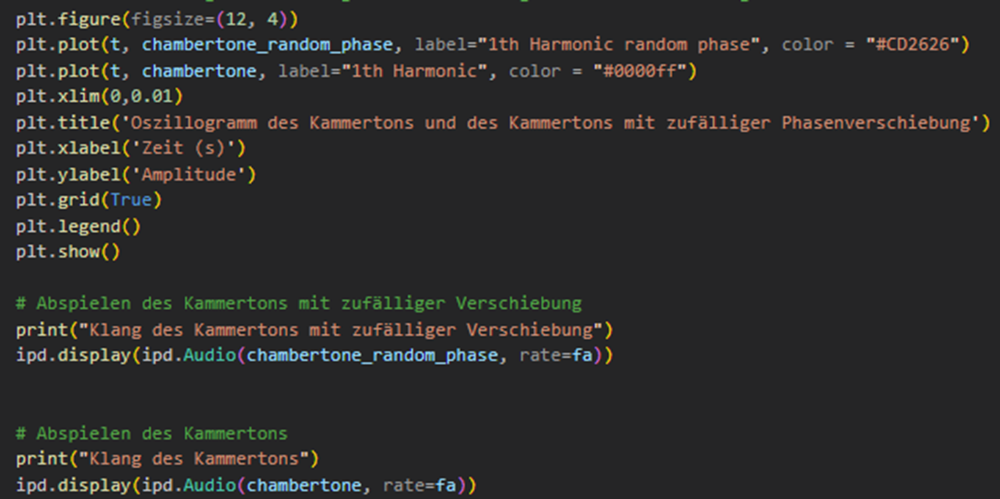 plt.figure(figsize=(12, 4))
plt.plot(t, chambertone_random_phase, label="1th Harmonic random phase", color = "#CD2626")
plt.plot(t, chambertone, label="1th Harmonic", color = "#0000ff")
plt.xlim(0,0.01)
plt.title('Oszillogramm des Kammertons und des Kammertons mit zufälliger Phasenverschiebung')
plt.xlabel('Zeit (s)')
plt.ylabel('Amplitude')
plt.grid(True)
plt.legend()
plt.show()
# Abspielen des Kammertons mit zufälliger Verschiebung
print("Klang des Kammertons mit zufälliger Verschiebung")
ipd.display(ipd.Audio(chambertone_random_phase, rate=fa))
# Abspielen des Kammertons
print("Klang des Kammertons")
ipd.display(ipd.Audio(chambertone, rate=fa))